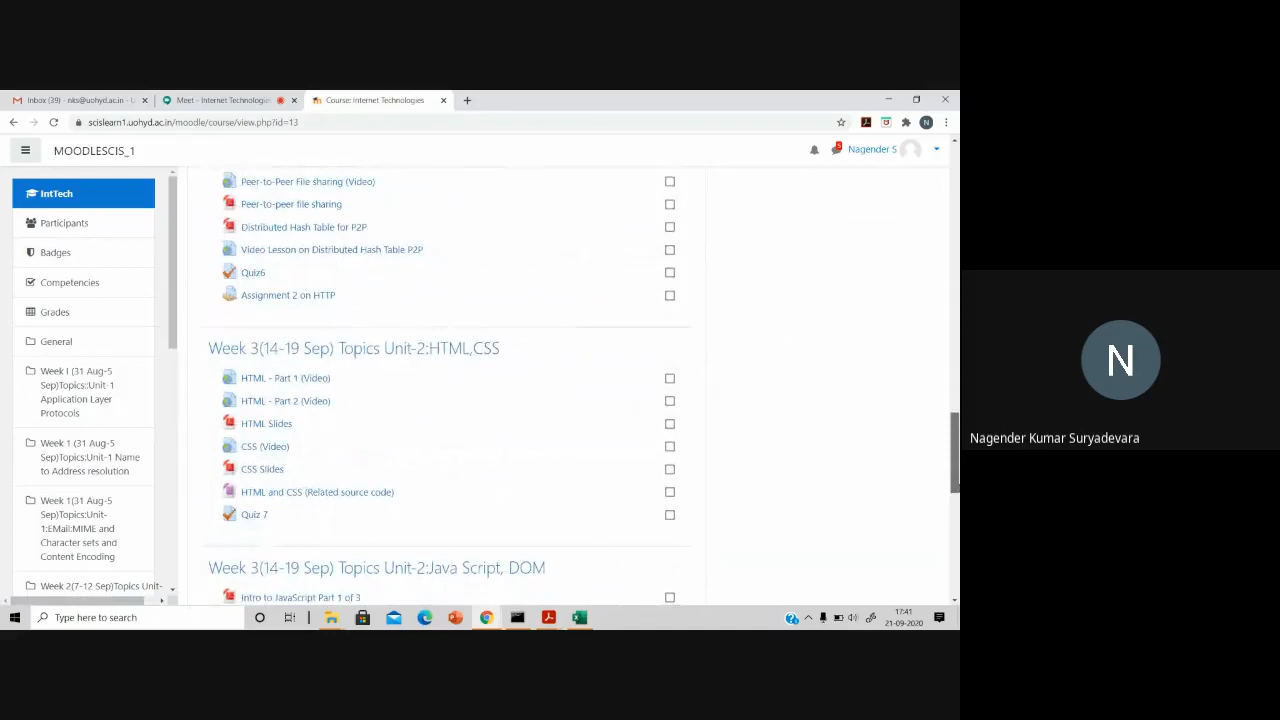 Inbox (39) - nks@uohyd.ac.in - U
Meet - Internet Technologies
Course: Internet Technologies
scislearn1.uohyd.ac.in/moodle/course/view.php?id=13
N
MOODLESCIS_1
Nagender S
IntTech
Participants
Badges
Competencies
Grades
General
Week I (31 Aug-5
Sep)Topics::Unit-1
Application Layer
Protocols
Week 1 (31 Aug-5
Sep)Topic:Unit-1 Name
to Address resolution
Week 1(31 Aug-5
Sep)Topics:Unit-
1:EMail:MIME and
Character sets and
Content Encoding
Week 2(7-12 Sep)Topics Unit-
Peer-to-Peer File sharing (Video)
Peer-to-peer file sharing
Distributed Hash Table for P2P
Video Lesson on Distributed Hash Table P2P
Quiz6
Assignment 2 on HTTP
Week 3(14-19 Sep) Topics Unit-2:HTML,CSS
HTML - Part 1 (Video)
HTML - Part 2 (Video)
HTML Slides
CSS (Video)
CSS Slides
HTML and CSS (Related source code)
Quiz 7
Week 3(14-19 Sep) Topics Unit-2:Java Script, DOM
Intro to JavaScript Part 1 of 3
Type here to search
17:41
21-09-2020
N
Nagender Kumar Suryadevara